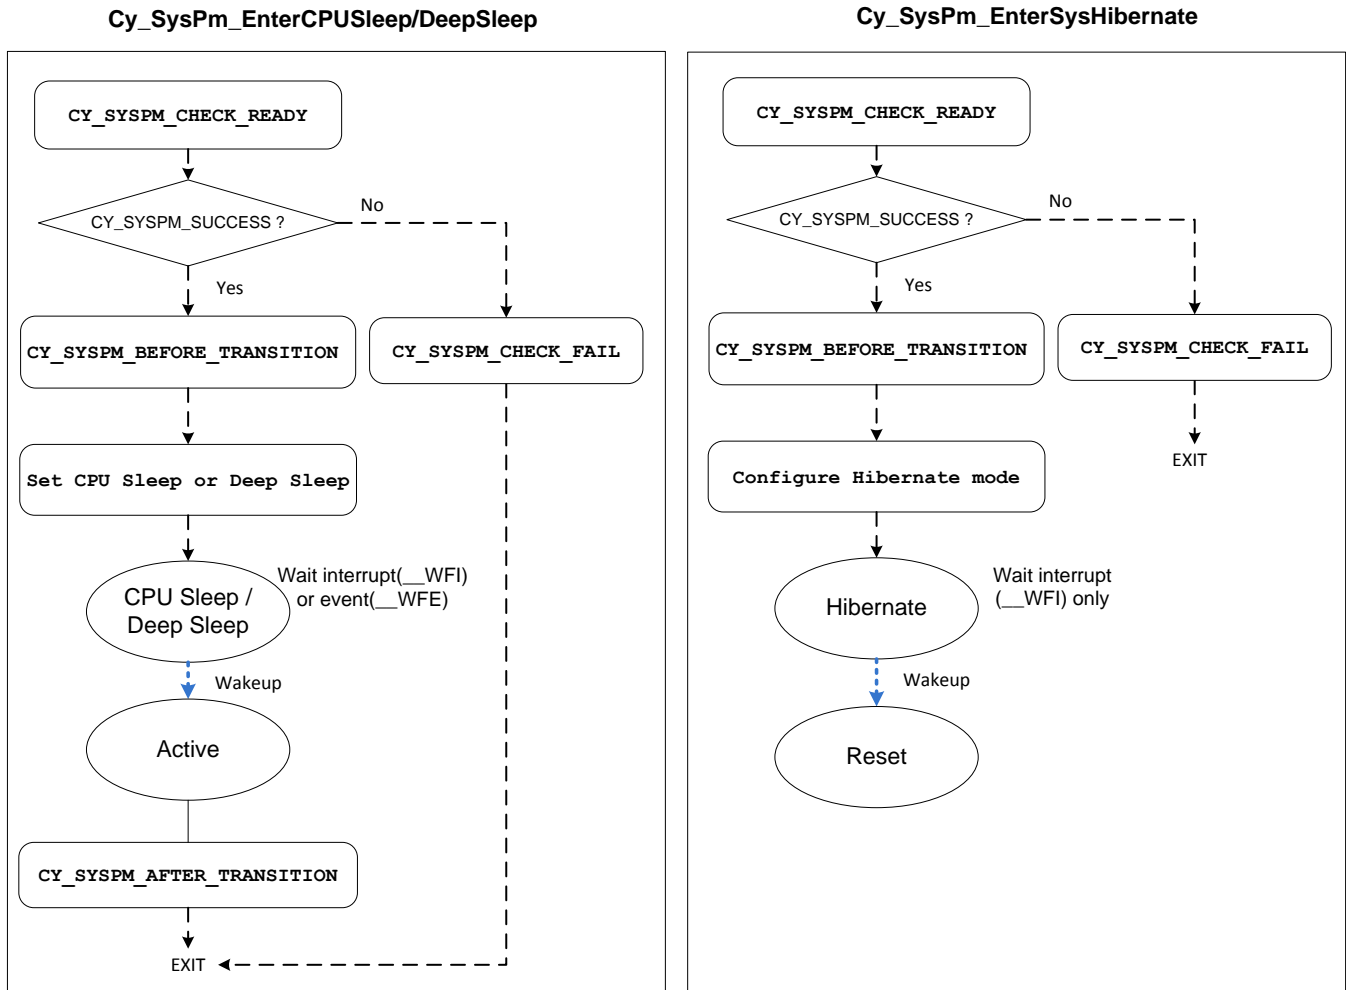 Cy_SysPm_EnterCPUSleep/DeepSleep
CY_SYSPM_CHECK_READY
CY_SYSPM_SUCCESS ?
No
Yes
CY_SYSPM_BEFORE_TRANSITION
CY_SYSPM_CHECK_FAIL
Set CPU Sleep or Deep Sleep
CPU Sleep /
Deep Sleep
Wait interrupt(__WFI)
or event(__WFE)
Wakeup
Active
CY_SYSPM_AFTER_TRANSITION
EXIT
Cy_SysPm_EnterSysHibernate
CY_SYSPM_CHECK_READY
CY_SYSPM_SUCCESS ?
No
Yes
CY_SYSPM_BEFORE_TRANSITION
CY_SYSPM_CHECK_FAIL
EXIT
Configure Hibernate mode
Hibernate
Wait interrupt
(__WFI) only
Wakeup
Reset